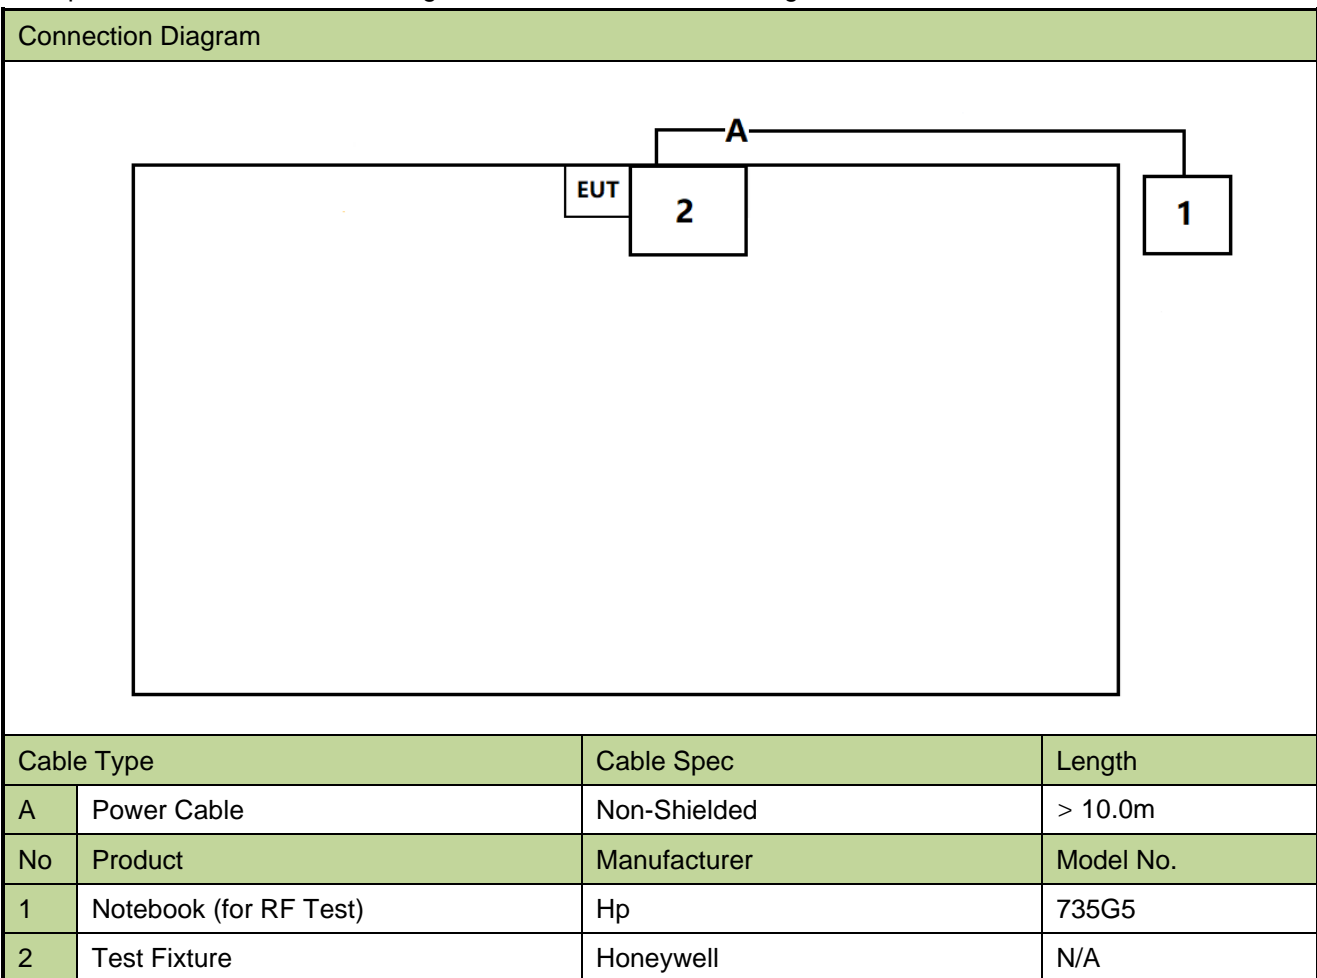 Connection Diagram
A
EUT
2
1
Cable Type Cable Spec Length
A Power Cable Non-Shielded > 10.0m
No Product Manufacturer Model No.
1 Notebook (for RF Test) Hp 735G5
2 Test Fixture Honeywell N/A